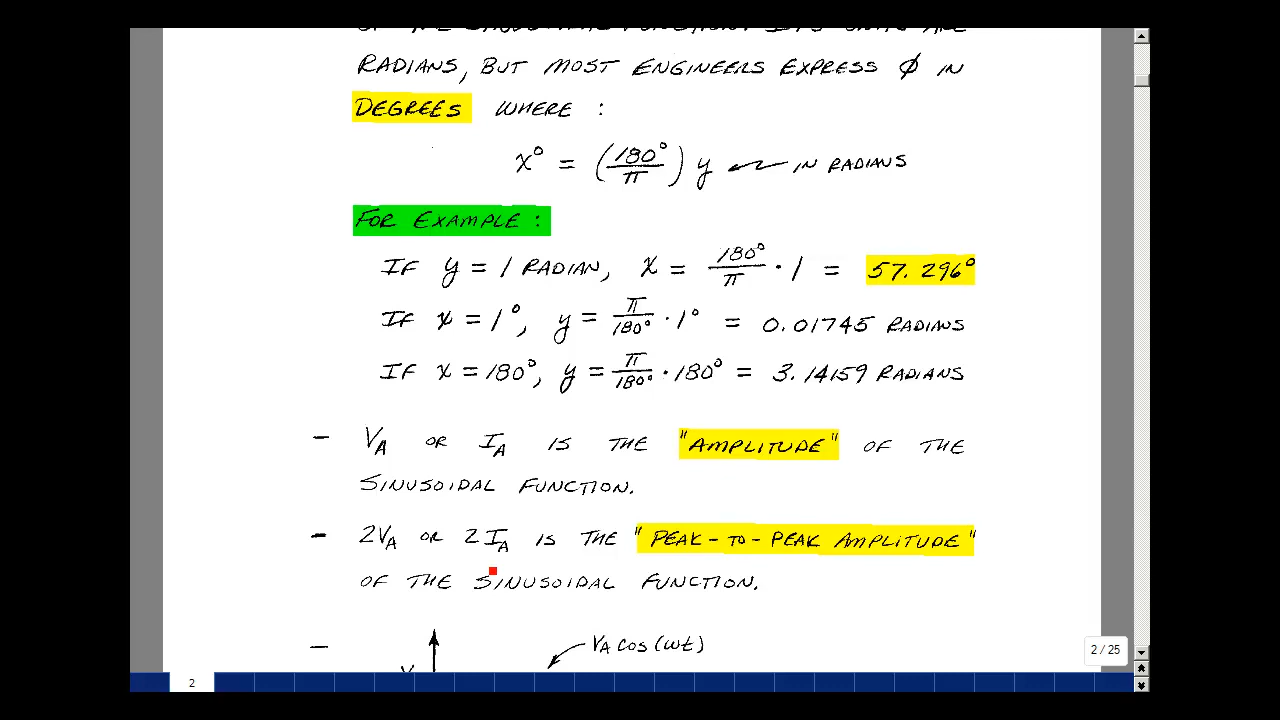 RADIANS, BUT MOST ENGINEERS EXPRESS φ IN
DEGREES WHERE :
x° = (180°/π) y ← IN RADIANS
FOR EXAMPLE :
IF y = 1 RADIAN, x = 180°/π · 1 = 57.296°
IF x = 1°, y = π/180° · 1° = 0.01745 RADIANS
IF x = 180°, y = π/180° · 180° = 3.14159 RADIANS
- VA OR IA IS THE "AMPLITUDE" OF THE
SINUSOIDAL FUNCTION.
- 2VA OR 2IA IS THE "PEAK-TO-PEAK AMPLITUDE"
OF THE SINUSOIDAL FUNCTION.
- VA COS(ωt)
2 / 25
2